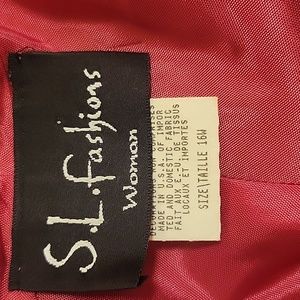 S.L. fashions
Woman
MADE IN U.S.A. OF IMPOR
TED AND DOMESTIC FABRIC
FAIT AUX E.-U. DE TISSUS
LOCAUX ET IMPORTES
SIZE\TAILLE 16W